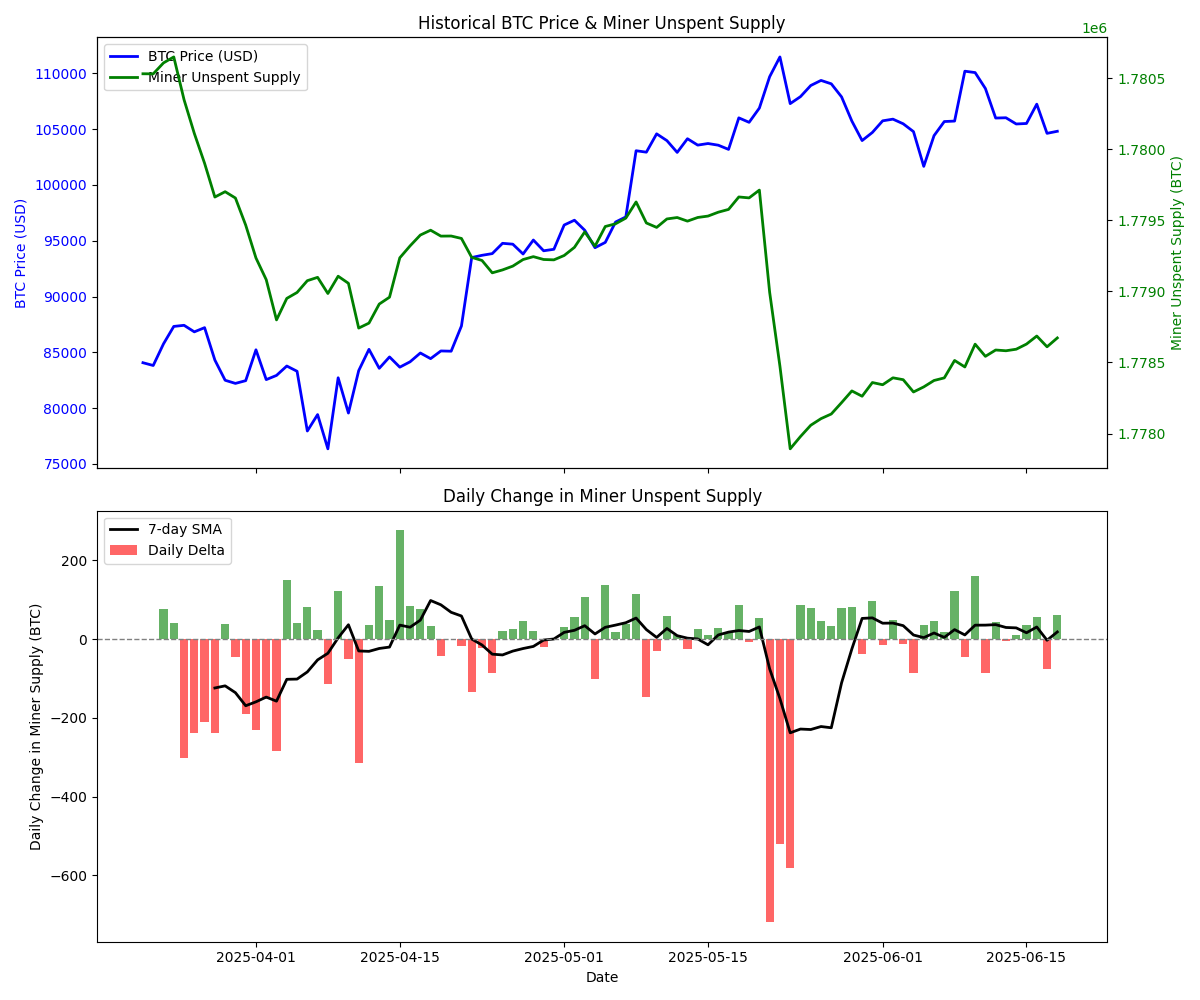 Historical BTC Price & Miner Unspent Supply
1e6
BTC Price (USD)
Miner Unspent Supply
110000
105000
100000
95000
90000
85000
80000
75000
BTC Price (USD)
1.7805
1.7800
1.7795
1.7790
1.7785
1.7780
Miner Unspent Supply (BTC)
Daily Change in Miner Unspent Supply
7-day SMA
Daily Delta
200
0
−200
−400
−600
Daily Change in Miner Supply (BTC)
2025-04-01 2025-04-15 2025-05-01 2025-05-15 2025-06-01 2025-06-15
Date